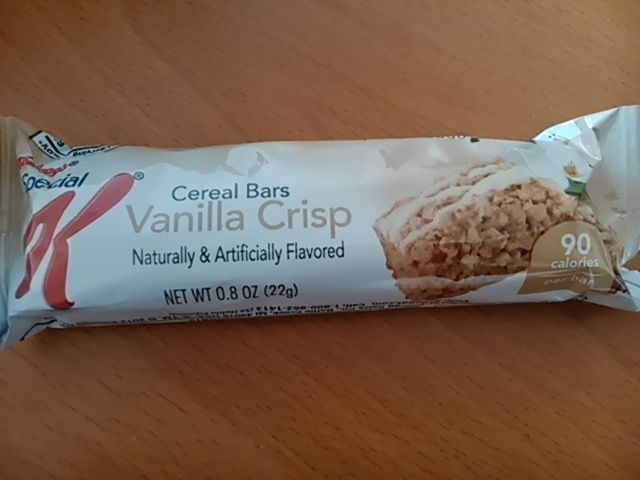 Special
K®
Cereal Bars
Vanilla Crisp
Naturally & Artificially Flavored
NET WT 0.8 OZ (22g)
90
calories
per bar